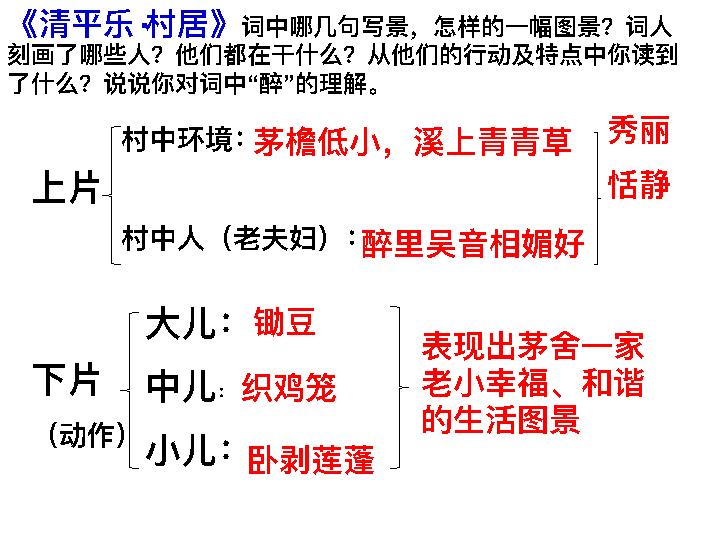 《清平乐·村居》词中哪几句写景，怎样的一幅图景？词人
刻画了哪些人？他们都在干什么？从他们的行动及特点中你读到
了什么？说说你对词中“醉”的理解。
上片
村中环境：茅檐低小，溪上青青草
村中人（老夫妇）：醉里吴音相媚好
秀丽
恬静
下片
（动作）
大儿：锄豆
中儿：织鸡笼
小儿：卧剥莲蓬
表现出茅舍一家
老小幸福、和谐
的生活图景